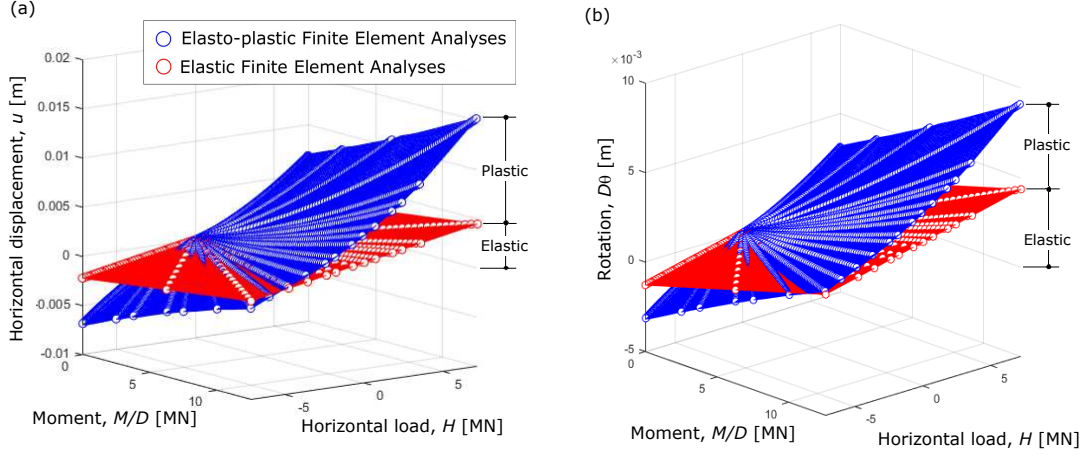 (a)
Elasto-plastic Finite Element Analyses
Elastic Finite Element Analyses
Horizontal displacement, u [m]
0.02
0.015
0.01
0.005
0
-0.005
-0.01
Plastic
Elastic
0
5
10
Moment, M/D [MN]
-5
0
5
Horizontal load, H [MN]
(b)
×10⁻³
Rotation, Dθ [m]
10
5
0
-5
Plastic
Elastic
0
5
10
Moment, M/D [MN]
-5
0
5
Horizontal load, H [MN]